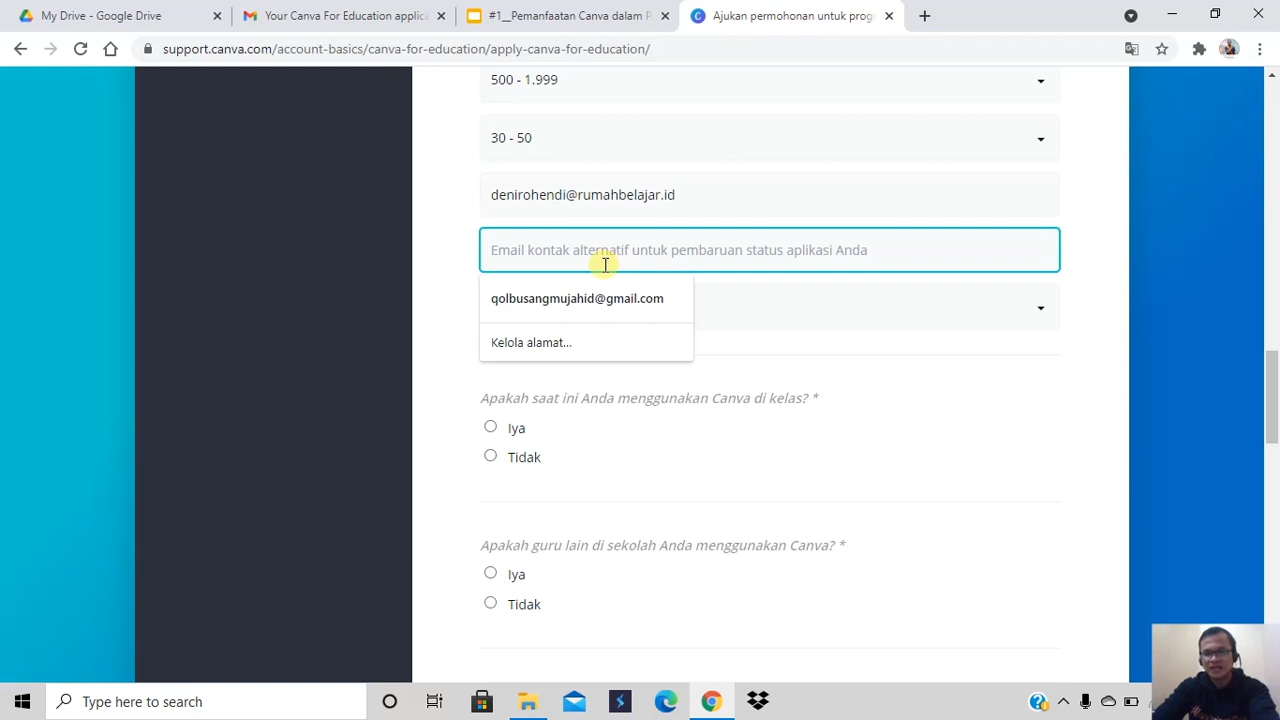 My Drive - Google Drive
Your Canva For Education applic
#1__Pemanfaatan Canva dalam P
Ajukan permohonan untuk prog
support.canva.com/account-basics/canva-for-education/apply-canva-for-education/
500 - 1.999
30 - 50
denirohendi@rumahbelajar.id
Email kontak alternatif untuk pembaruan status aplikasi Anda
qolbusangmujahid@gmail.com
Kelola alamat...
Apakah saat ini Anda menggunakan Canva di kelas? *
Iya
Tidak
Apakah guru lain di sekolah Anda menggunakan Canva? *
Iya
Tidak
Type here to search